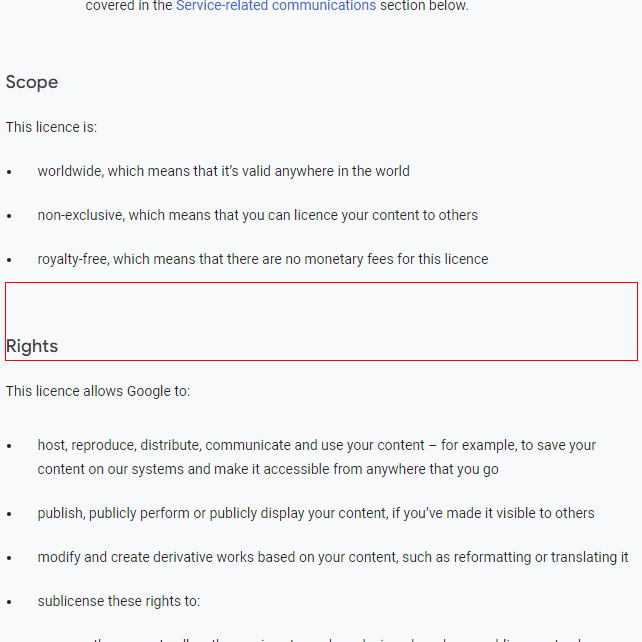 covered in the Service-related communications section below.
Scope
This licence is:
• worldwide, which means that it’s valid anywhere in the world
• non-exclusive, which means that you can licence your content to others
• royalty-free, which means that there are no monetary fees for this licence
Rights
This licence allows Google to:
• host, reproduce, distribute, communicate and use your content – for example, to save your
content on our systems and make it accessible from anywhere that you go
• publish, publicly perform or publicly display your content, if you’ve made it visible to others
• modify and create derivative works based on your content, such as reformatting or translating it
• sublicense these rights to: